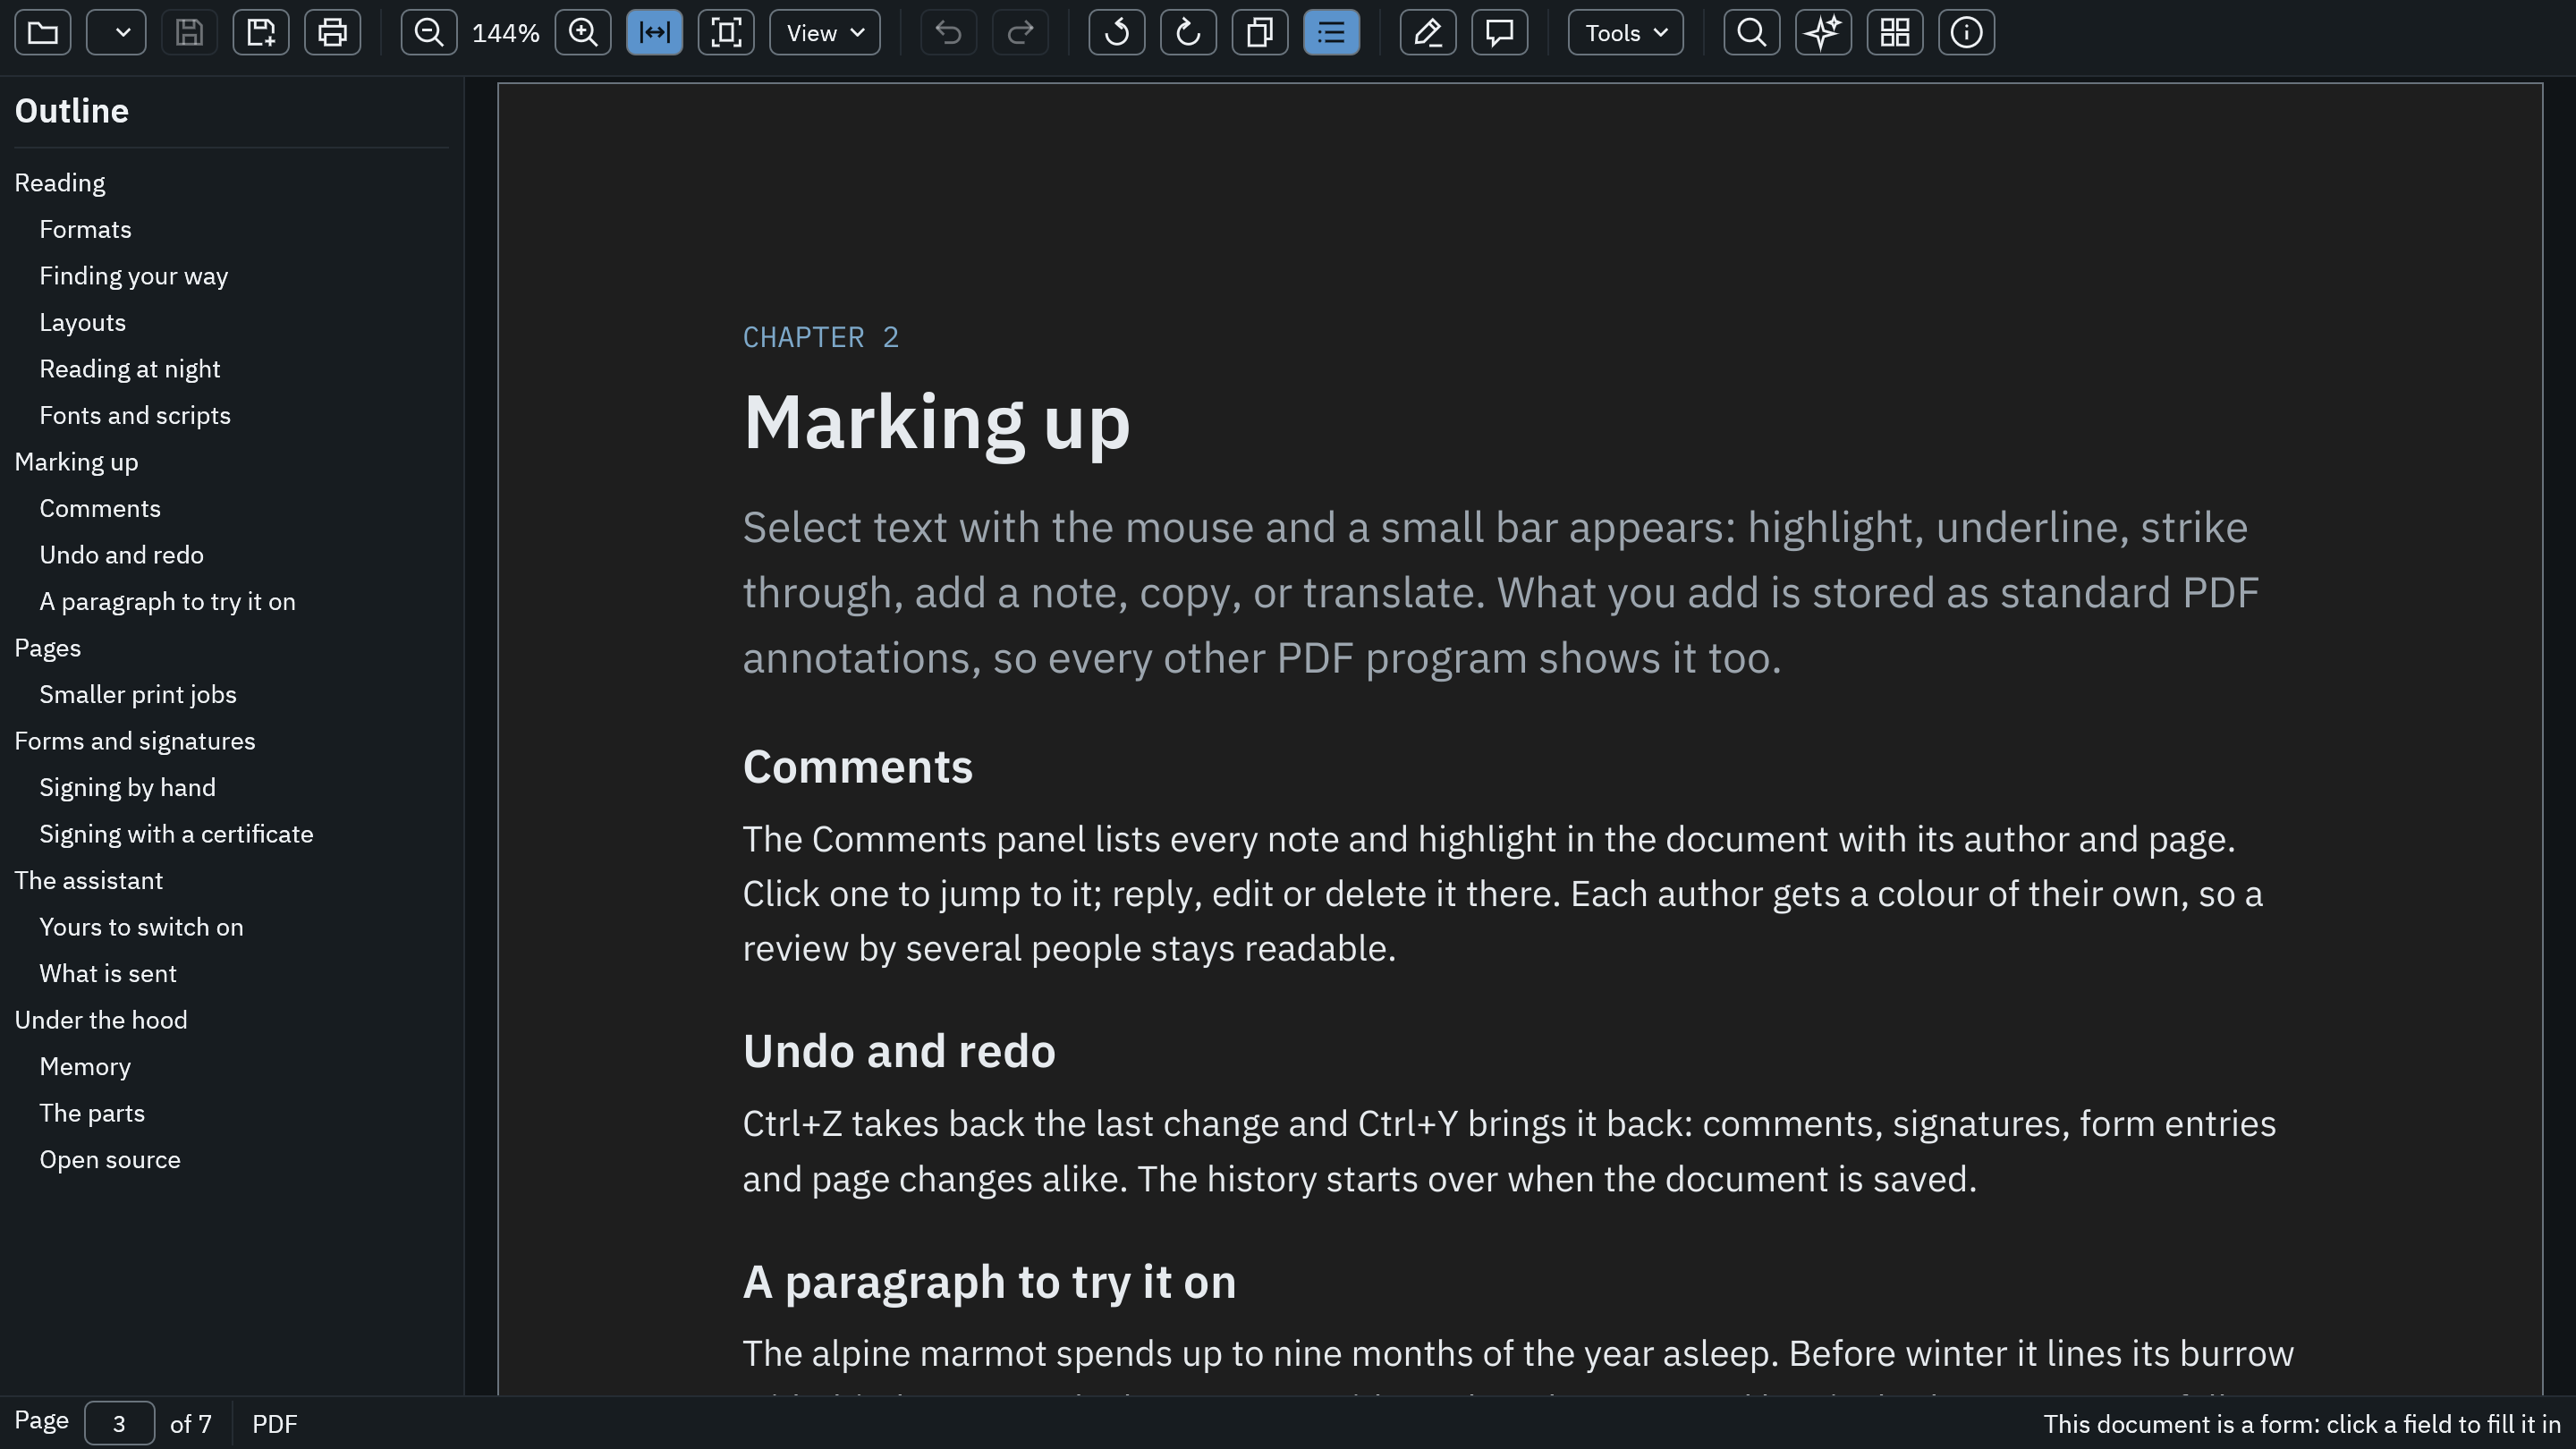 144%
View
Tools
Outline
Reading
Formats
Finding your way
Layouts
Reading at night
Fonts and scripts
Marking up
Comments
Undo and redo
A paragraph to try it on
Pages
Smaller print jobs
Forms and signatures
Signing by hand
Signing with a certificate
The assistant
Yours to switch on
What is sent
Under the hood
Memory
The parts
Open source
CHAPTER 2
Marking up
Select text with the mouse and a small bar appears: highlight, underline, strike
through, add a note, copy, or translate. What you add is stored as standard PDF
annotations, so every other PDF program shows it too.
Comments
The Comments panel lists every note and highlight in the document with its author and page.
Click one to jump to it; reply, edit or delete it there. Each author gets a colour of their own, so a
review by several people stays readable.
Undo and redo
Ctrl+Z takes back the last change and Ctrl+Y brings it back: comments, signatures, form entries
and page changes alike. The history starts over when the document is saved.
A paragraph to try it on
The alpine marmot spends up to nine months of the year asleep. Before winter it lines its burrow
Page 3 of 7 PDF
This document is a form: click a field to fill it in